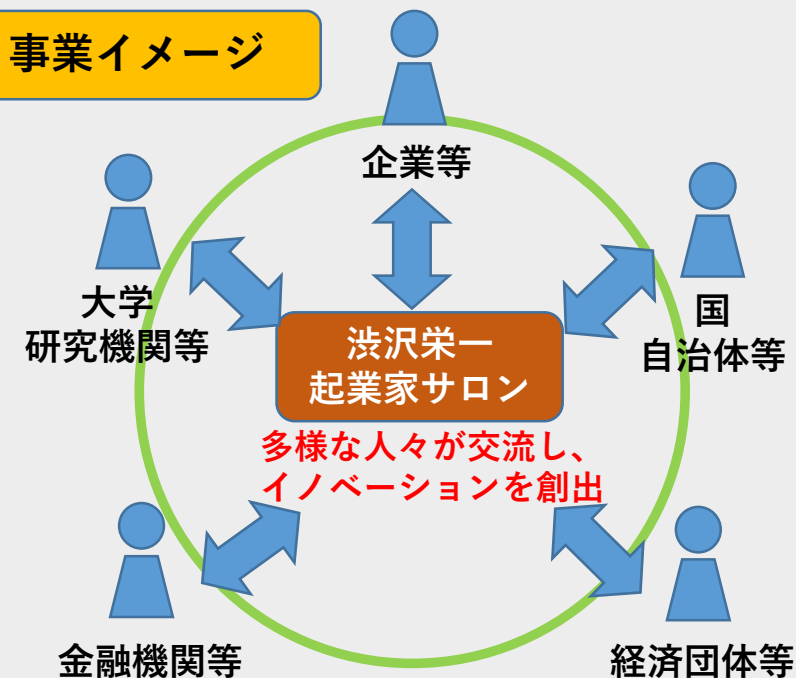 事業イメージ
企業等
大学
研究機関等
国
自治体等
渋沢栄一
起業家サロン
多様な人々が交流し、
イノベーションを創出
金融機関等
経済団体等